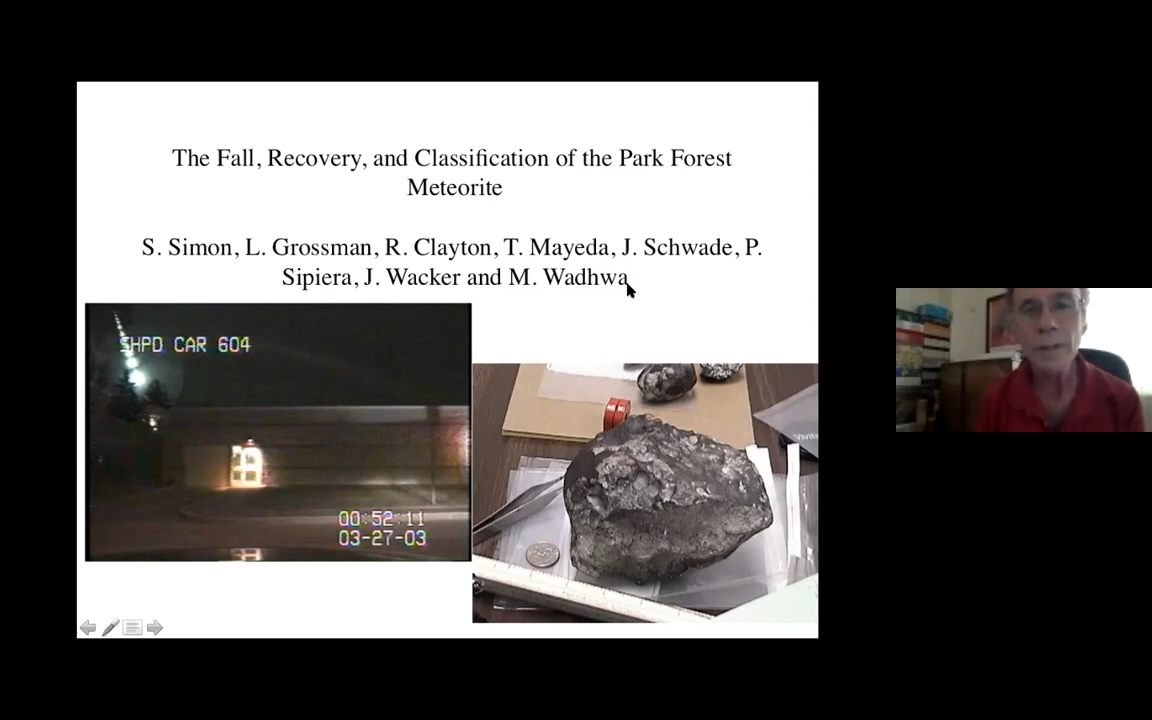 The Fall, Recovery, and Classification of the Park Forest
Meteorite
S. Simon, L. Grossman, R. Clayton, T. Mayeda, J. Schwade, P.
Sipiera, J. Wacker and M. Wadhwa
SHPD CAR 604
00:52:11
03-27-03